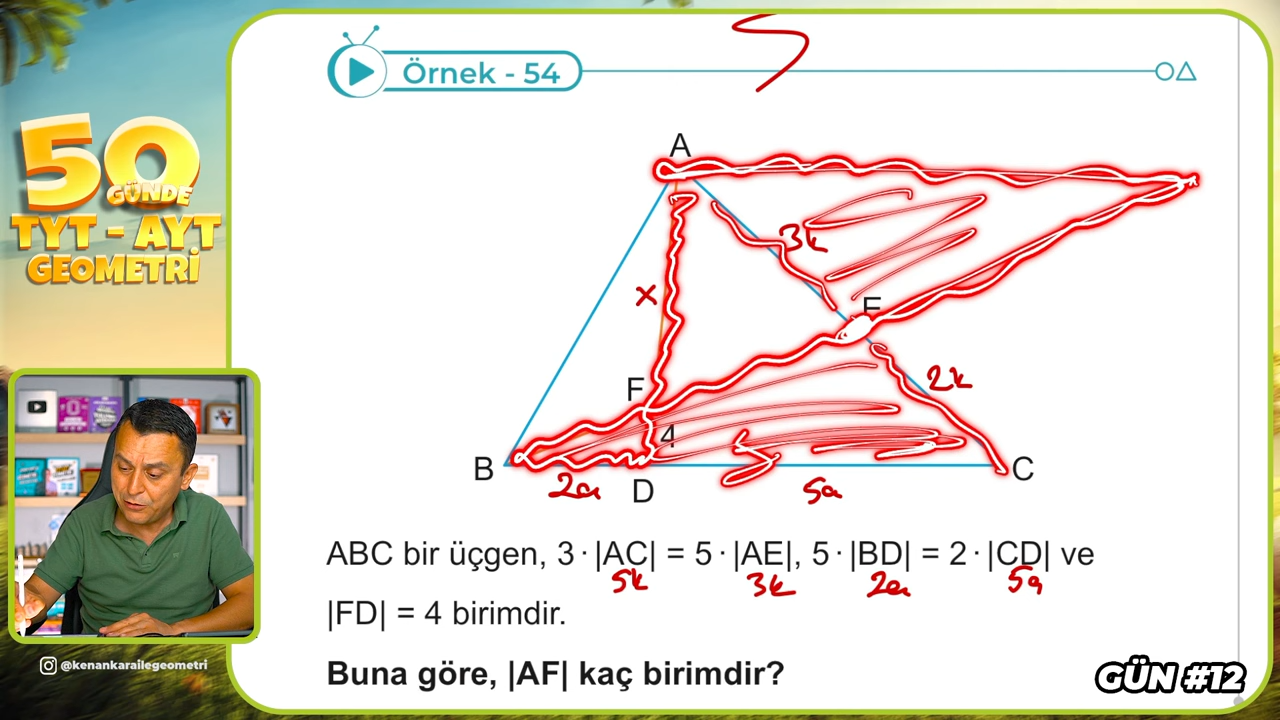 Örnek - 54
50
GÜNDE
TYT - AYT
GEOMETRİ
A
3k
x
E
2k
F
4
B
2a
D
5a
C
ABC bir üçgen, 3·|AC| = 5·|AE|, 5·|BD| = 2·|CD| ve
5k 3k 2a 5a
|FD| = 4 birimdir.
Buna göre, |AF| kaç birimdir?
@kenankarailegeometri
GÜN #12